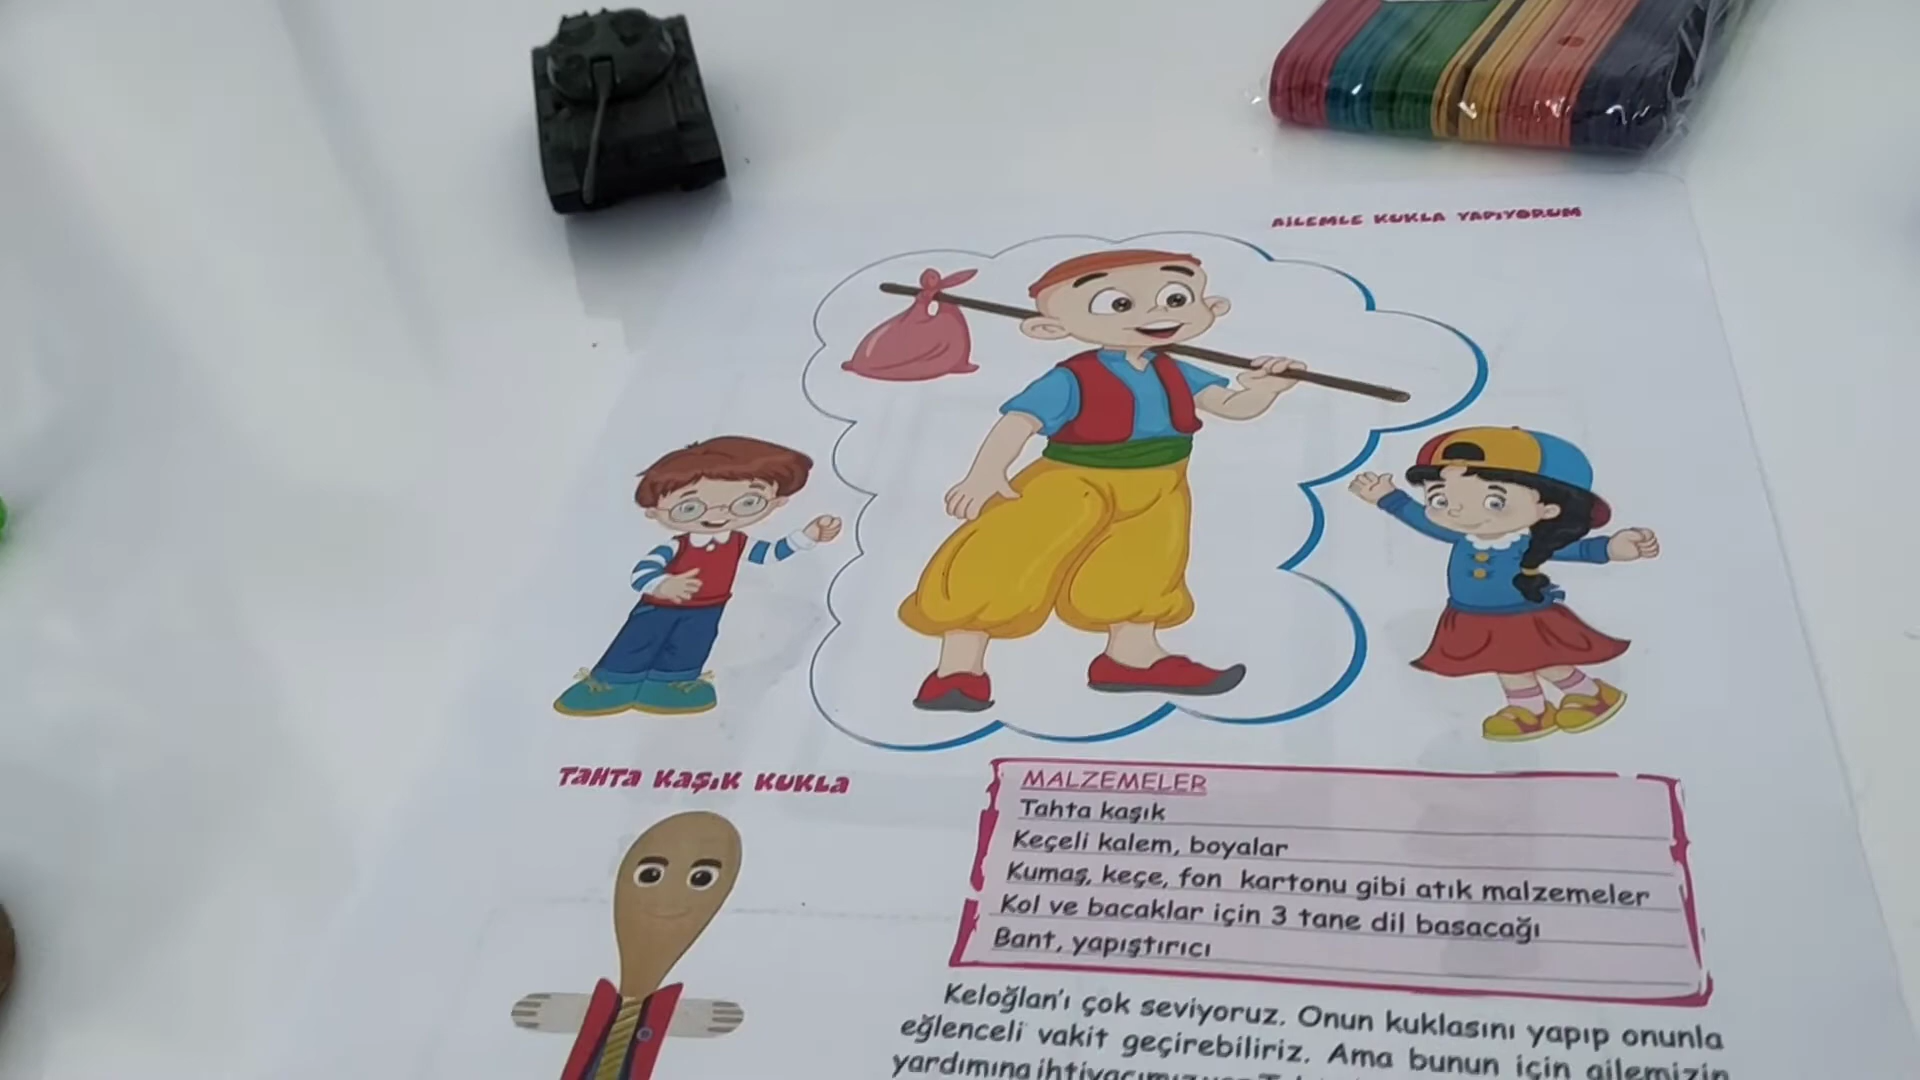 AİLEMLE KUKLA YAPIYORUM
TAHTA KAŞIK KUKLA
MALZEMELER
Tahta kaşık
Keçeli kalem, boyalar
Kumaş, keçe, fon kartonu gibi atık malzemeler
Kol ve bacaklar için 3 tane dil basacağı
Bant, yapıştırıcı
Keloğlan'ı çok seviyoruz. Onun kuklasını yapıp onunla
eğlenceli vakit geçirebiliriz. Ama bunun için ailemizin
yardımına